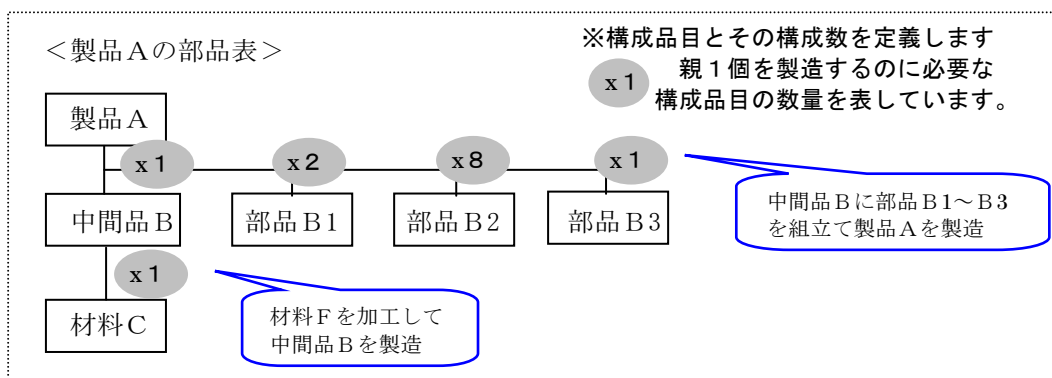 <製品Aの部品表>
※構成品目とその構成数を定義します
x1 親1個を製造するのに必要な
構成品目の数量を表しています。
製品A
x1 x2 x8 x1
中間品B 部品B1 部品B2 部品B3
中間品Bに部品B1~B3
を組立て製品Aを製造
x1
材料C
材料Fを加工して
中間品Bを製造